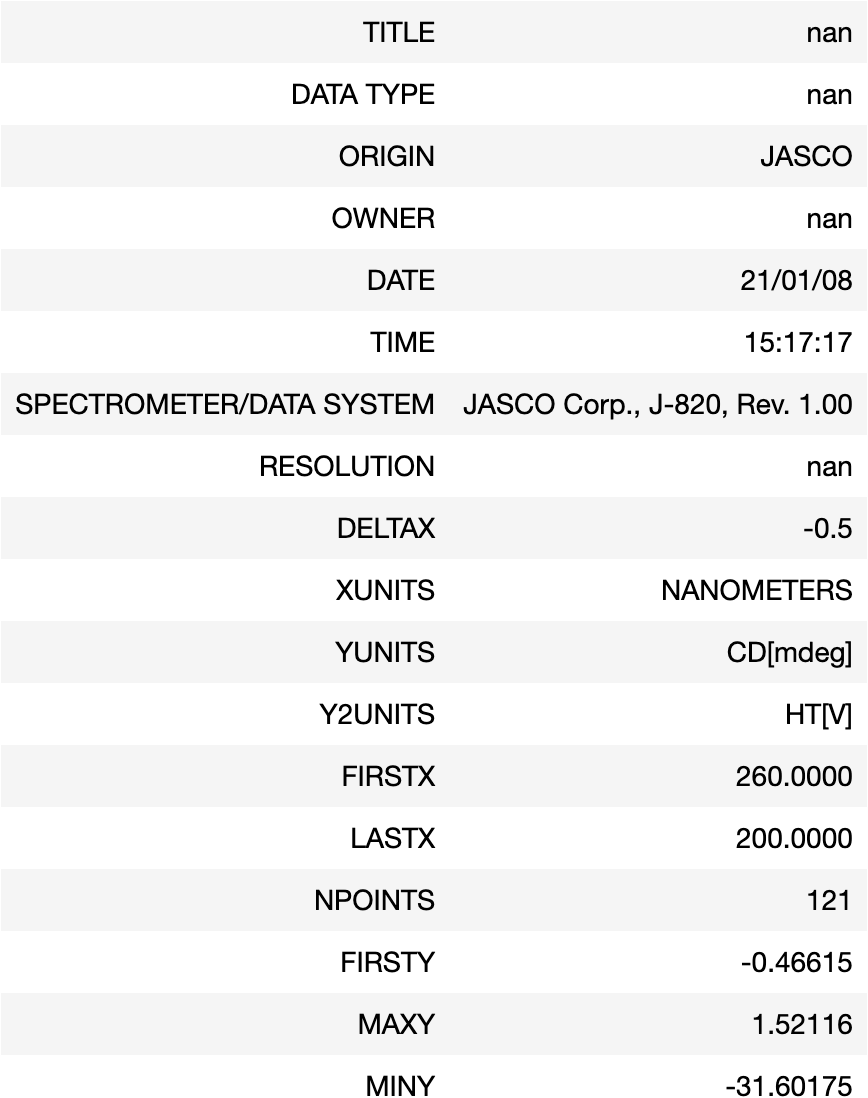 TITLE nan
DATA TYPE nan
ORIGIN JASCO
OWNER nan
DATE 21/01/08
TIME 15:17:17
SPECTROMETER/DATA SYSTEM JASCO Corp., J-820, Rev. 1.00
RESOLUTION nan
DELTAX -0.5
XUNITS NANOMETERS
YUNITS CD[mdeg]
Y2UNITS HT[V]
FIRSTX 260.0000
LASTX 200.0000
NPOINTS 121
FIRSTY -0.46615
MAXY 1.52116
MINY -31.60175